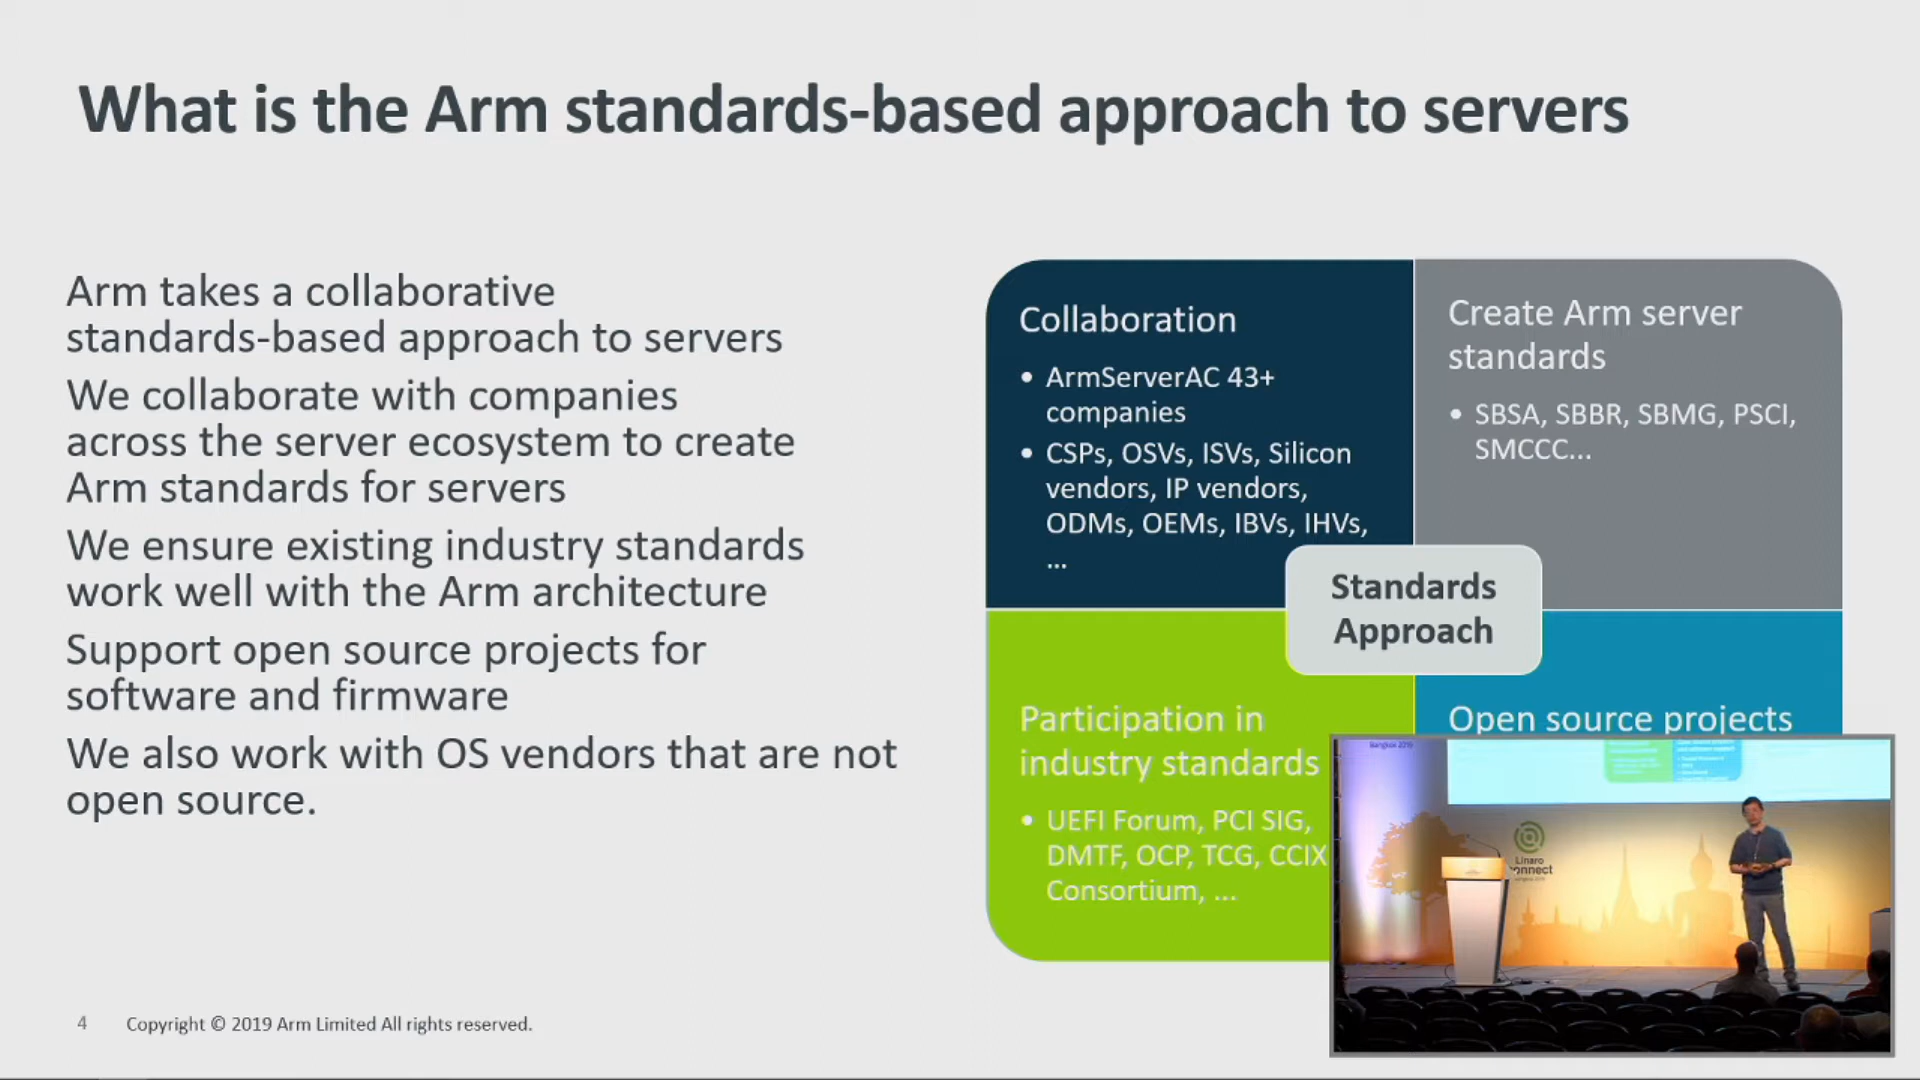 What is the Arm standards-based approach to servers
Arm takes a collaborative
standards-based approach to servers
We collaborate with companies
across the server ecosystem to create
Arm standards for servers
We ensure existing industry standards
work well with the Arm architecture
Support open source projects for
software and firmware
We also work with OS vendors that are not
open source.
Collaboration
• ArmServerAC 43+
companies
• CSPs, OSVs, ISVs, Silicon
vendors, IP vendors,
ODMs, OEMs, IBVs, IHVs,
...
Create Arm server
standards
• SBSA, SBBR, SBMG, PSCI,
SMCCC...
Standards
Approach
Participation in
industry standards
• UEFI Forum, PCI SIG,
DMTF, OCP, TCG, CCIX
Consortium, ...
Open source projects
Bangkok 2019
Linaro
connect
4
Copyright © 2019 Arm Limited All rights reserved.